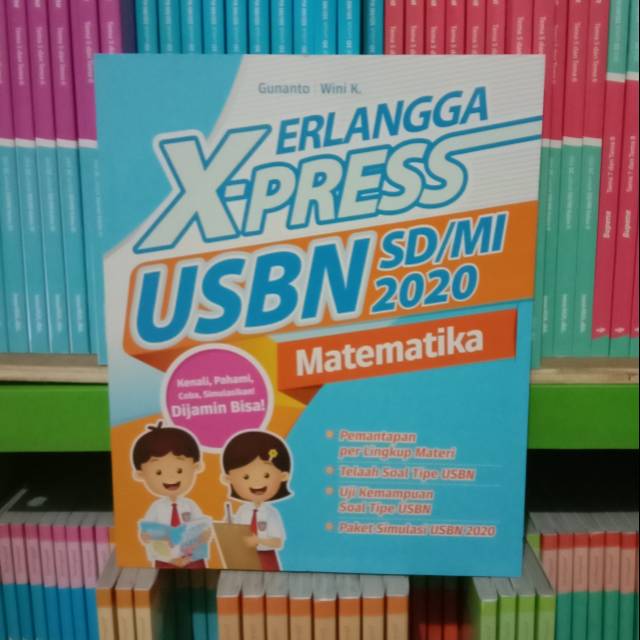 Gunanto | Wini K.
ERLANGGA
X-PRESS
USBN SD/MI
2020
Matematika
Kenali, Pahami,
Coba, Simulasikan!
Dijamin Bisa!
Pemantapan
per Lingkup Materi
Telaah Soal Tipe USBN
Uji Kemampuan
Soal Tipe USBN
Paket Simulasi USBN 2020